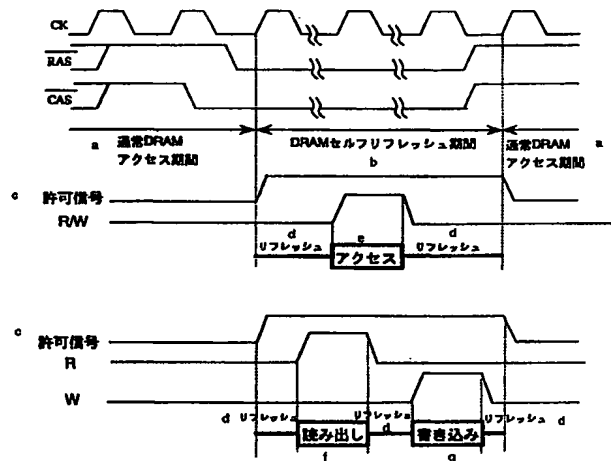 CK
RAS
CAS
a 通常DRAM アクセス期間
DRAMセルフリフレッシュ期間 b
通常DRAM アクセス期間 a
c 許可信号
R/W
d リフレッシュ
e アクセス
d リフレッシュ
c 許可信号
R
W
d リフレッシュ
読み出し f
リフレッシュ d
書き込み g
リフレッシュ d